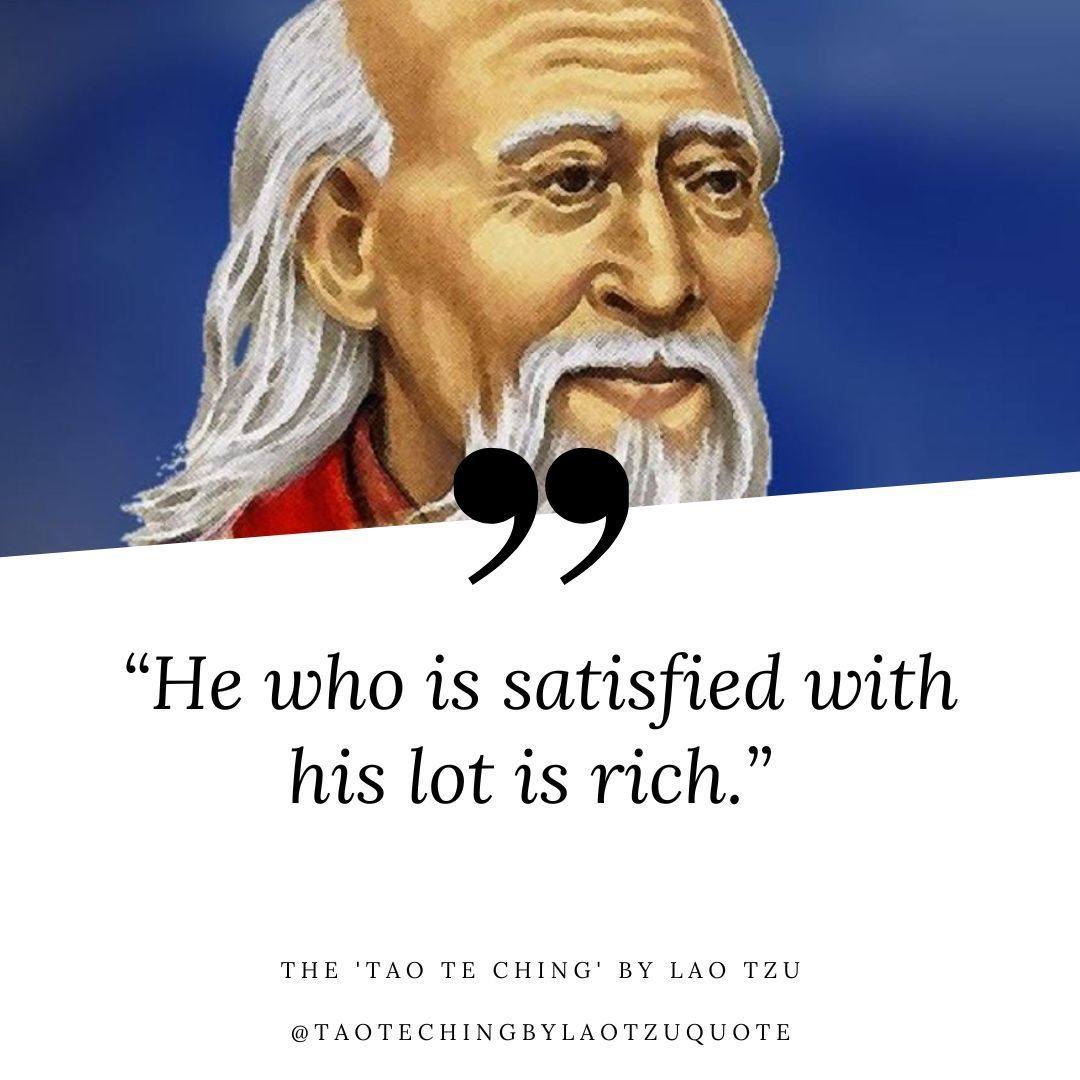 ”
“He who is satisfied with
his lot is rich.”
THE 'TAO TE CHING' BY LAO TZU
@TAOTECHINGBYLAOTZUQUOTE